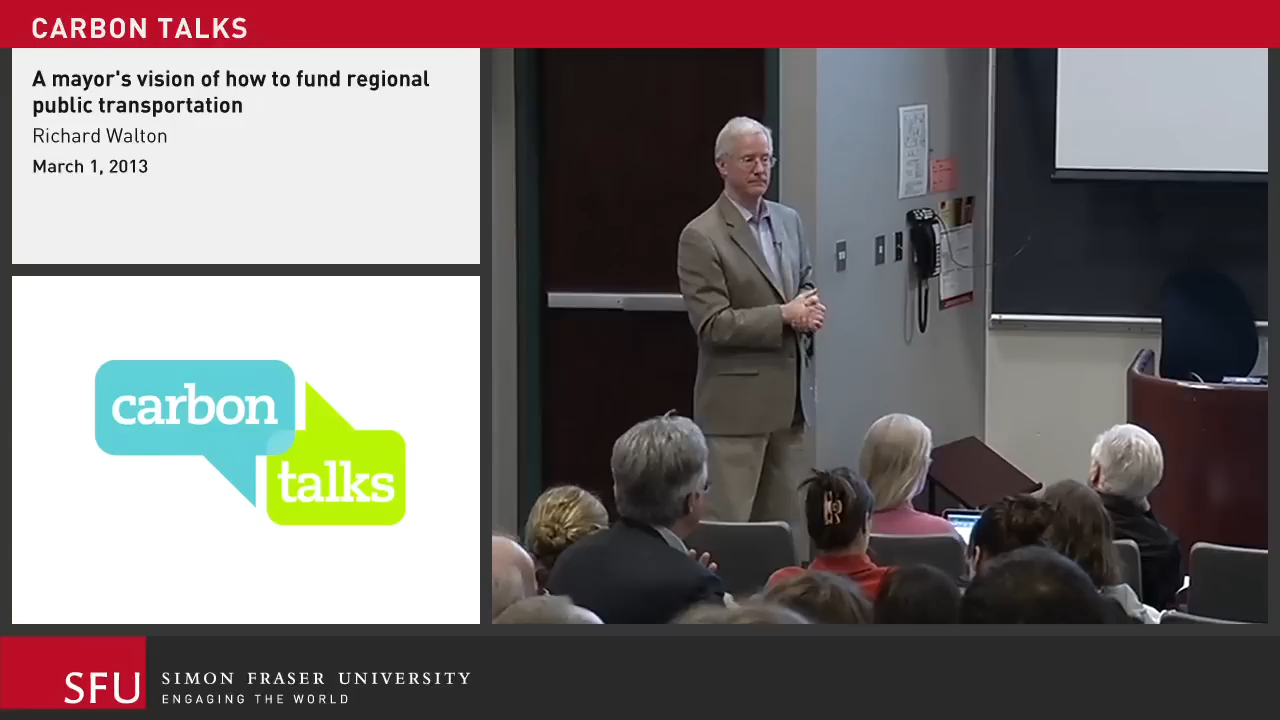 CARBON TALKS
A mayor's vision of how to fund regional
public transportation
Richard Walton
March 1, 2013
carbon
talks
SFU
SIMON FRASER UNIVERSITY
ENGAGING THE WORLD